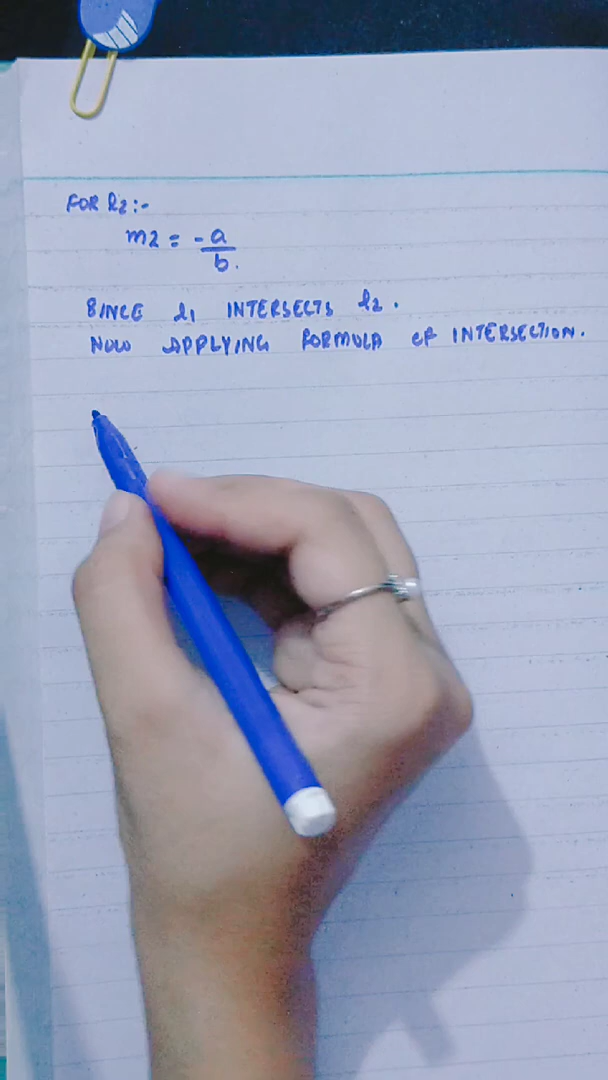 FOR l2:-
m2 = -a/b.
SINCE l1 INTERSECTS l2.
NOW APPLYING FORMULA OF INTERSECTION.